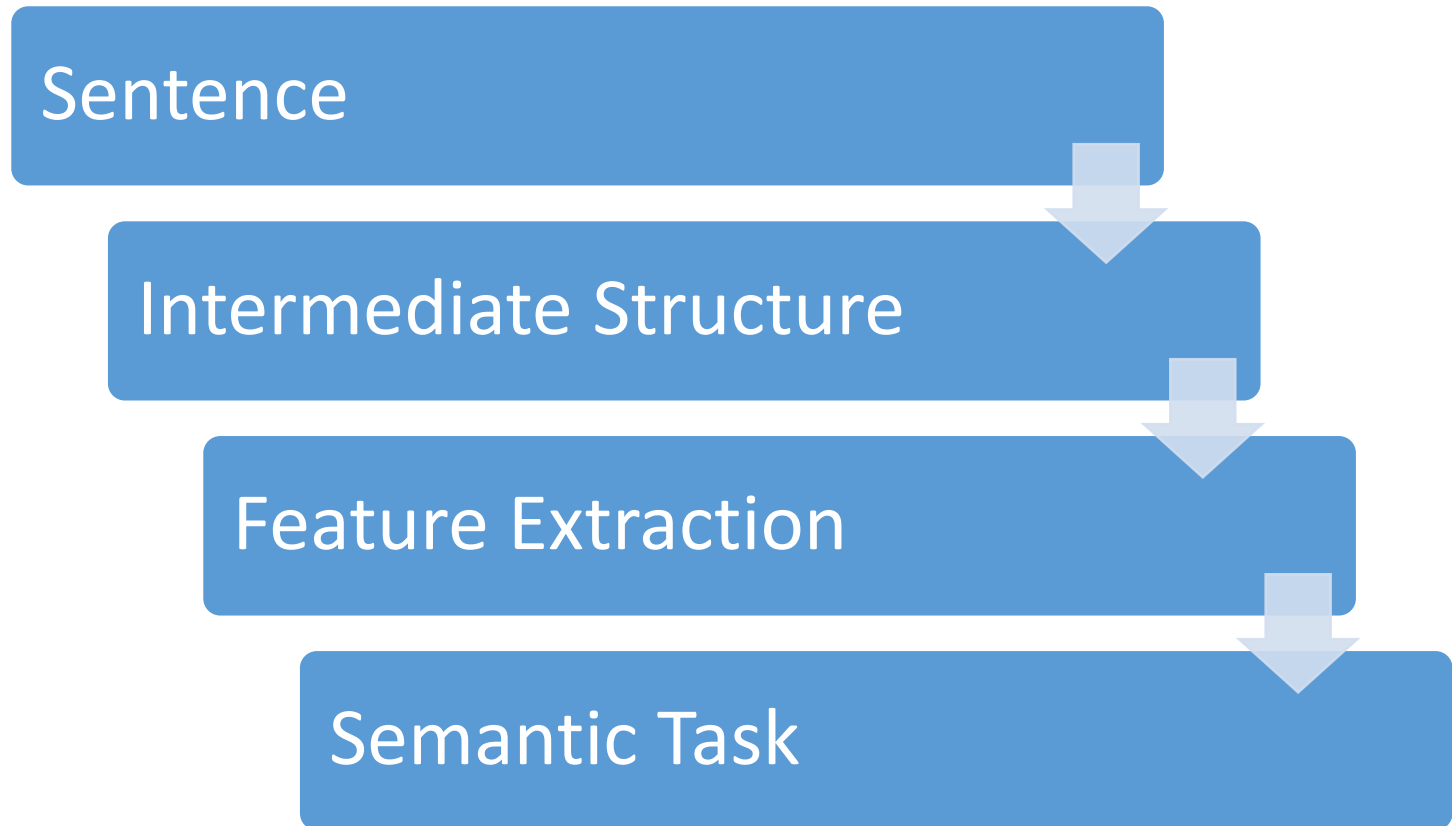 Sentence
Intermediate Structure
Feature Extraction
Semantic Task